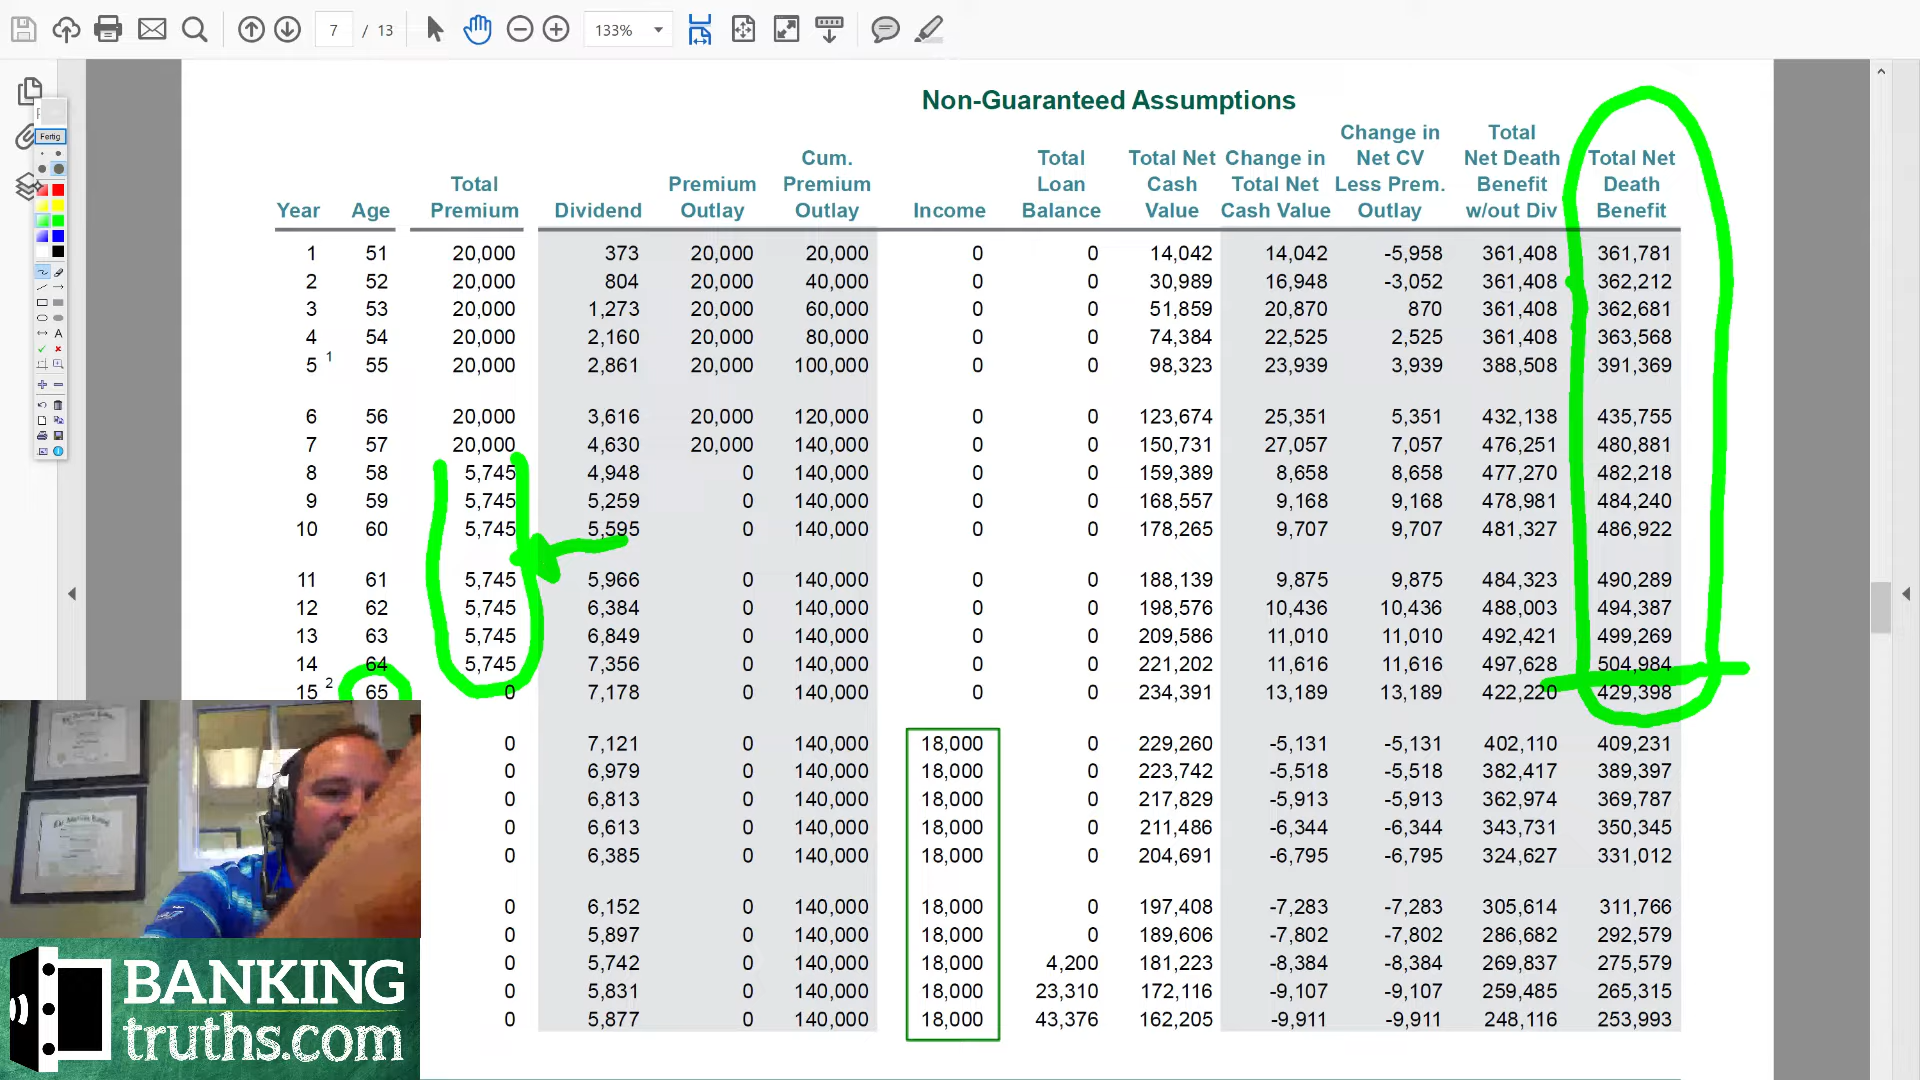 7 / 13 133%
Fertig
Non-Guaranteed Assumptions
Year Age Total Premium Dividend Premium Outlay Cum. Premium Outlay Income Total Loan Balance Total Net Cash Value Change in Total Net Cash Value Change in Net CV Less Prem. Outlay Total Net Death Benefit w/out Div Total Net Death Benefit
1 51 20,000 373 20,000 20,000 0 0 14,042 14,042 -5,958 361,408 361,781
2 52 20,000 804 20,000 40,000 0 0 30,989 16,948 -3,052 361,408 362,212
3 53 20,000 1,273 20,000 60,000 0 0 51,859 20,870 870 361,408 362,681
4 54 20,000 2,160 20,000 80,000 0 0 74,384 22,525 2,525 361,408 363,568
5 1 55 20,000 2,861 20,000 100,000 0 0 98,323 23,939 3,939 388,508 391,369
6 56 20,000 3,616 20,000 120,000 0 0 123,674 25,351 5,351 432,138 435,755
7 57 20,000 4,630 20,000 140,000 0 0 150,731 27,057 7,057 476,251 480,881
8 58 5,745 4,948 0 140,000 0 0 159,389 8,658 8,658 477,270 482,218
9 59 5,745 5,259 0 140,000 0 0 168,557 9,168 9,168 478,981 484,240
10 60 5,745 5,595 0 140,000 0 0 178,265 9,707 9,707 481,327 486,922
11 61 5,745 5,966 0 140,000 0 0 188,139 9,875 9,875 484,323 490,289
12 62 5,745 6,384 0 140,000 0 0 198,576 10,436 10,436 488,003 494,387
13 63 5,745 6,849 0 140,000 0 0 209,586 11,010 11,010 492,421 499,269
14 64 5,745 7,356 0 140,000 0 0 221,202 11,616 11,616 497,628 504,984
15 2 65 0 7,178 0 140,000 0 0 234,391 13,189 13,189 422,220 429,398
0 7,121 0 140,000 18,000 0 229,260 -5,131 -5,131 402,110 409,231
0 6,979 0 140,000 18,000 0 223,742 -5,518 -5,518 382,417 389,397
0 6,813 0 140,000 18,000 0 217,829 -5,913 -5,913 362,974 369,787
0 6,613 0 140,000 18,000 0 211,486 -6,344 -6,344 343,731 350,345
0 6,385 0 140,000 18,000 0 204,691 -6,795 -6,795 324,627 331,012
0 6,152 0 140,000 18,000 0 197,408 -7,283 -7,283 305,614 311,766
0 5,897 0 140,000 18,000 0 189,606 -7,802 -7,802 286,682 292,579
0 5,742 0 140,000 18,000 4,200 181,223 -8,384 -8,384 269,837 275,579
0 5,831 0 140,000 18,000 23,310 172,116 -9,107 -9,107 259,485 265,315
0 5,877 0 140,000 18,000 43,376 162,205 -9,911 -9,911 248,116 253,993
BANKING
truths.com